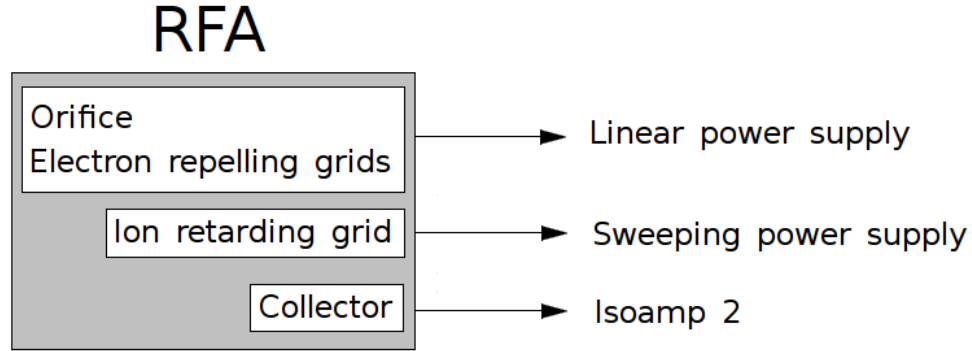 RFA
Orifice
Electron repelling grids
Linear power supply
Ion retarding grid
Sweeping power supply
Collector
Isoamp 2